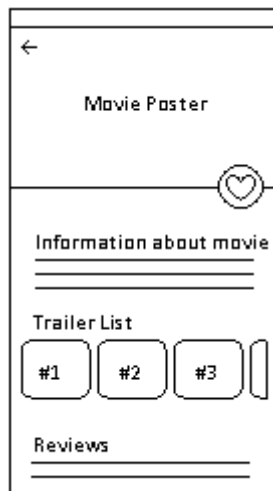 Movie Poster
Information about movie
Trailer List
#1 #2 #3
Reviews